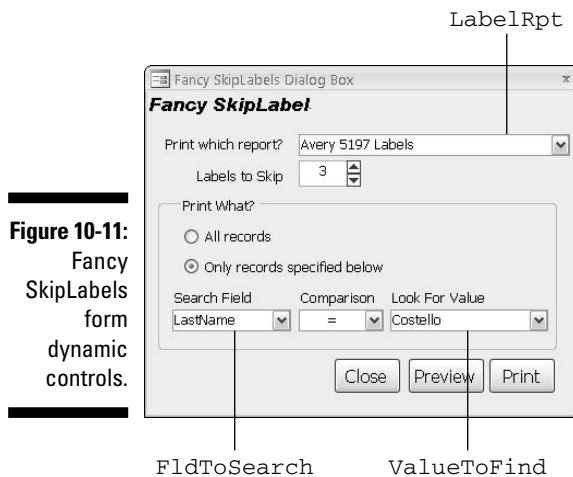 LabelRpt
Fancy SkipLabels Dialog Box
Fancy SkipLabel
Print which report? Avery 5197 Labels
Labels to Skip 3
Print What?
All records
Only records specified below
Search Field Comparison Look For Value
LastName = Costello
Close Preview Print
Figure 10-11:
Fancy
SkipLabels
form
dynamic
controls.
FldToSearch ValueToFind